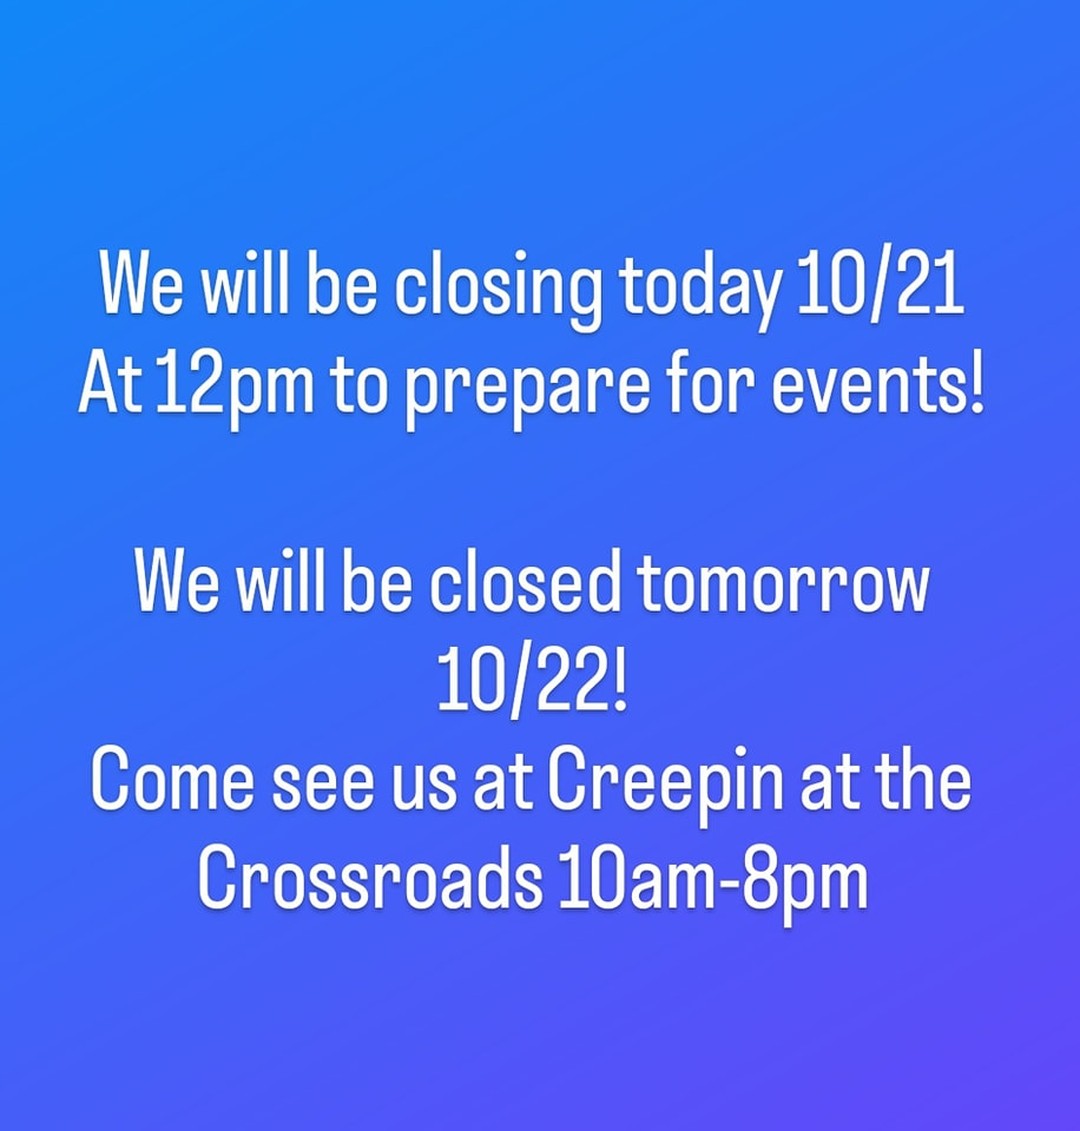 We will be closing today 10/21
At 12pm to prepare for events!
We will be closed tomorrow
10/22!
Come see us at Creepin at the
Crossroads 10am-8pm